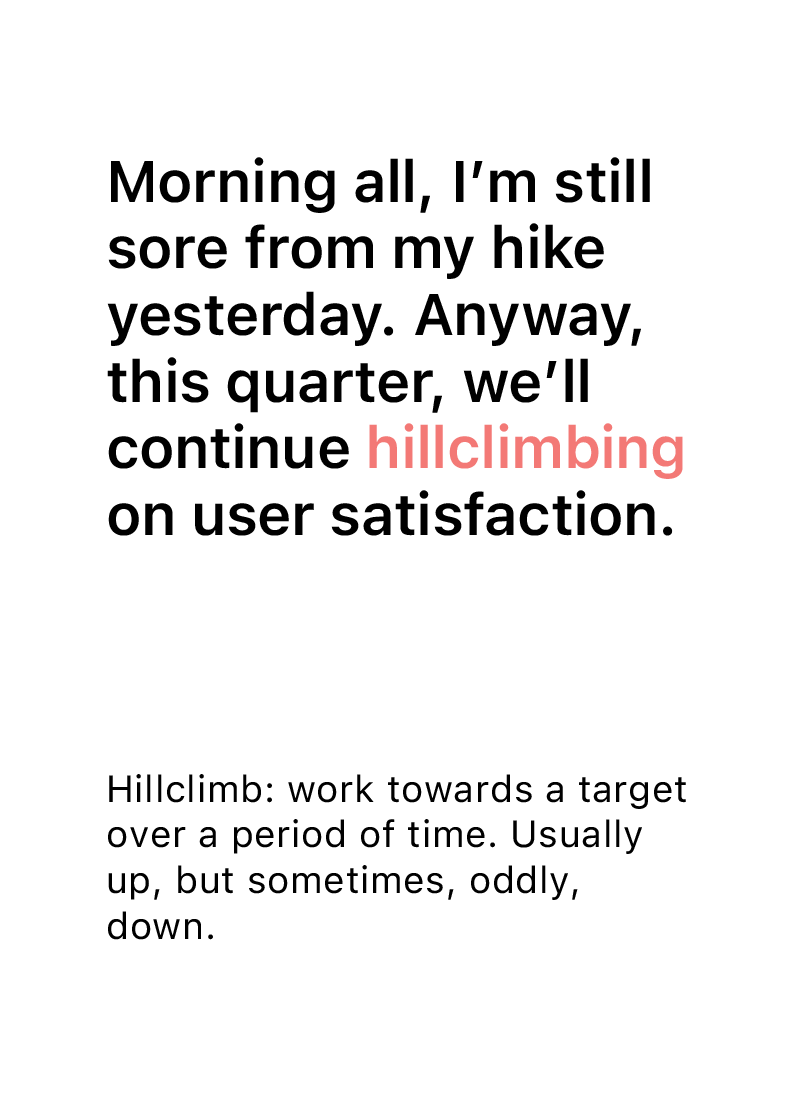 Morning all, I’m still
sore from my hike
yesterday. Anyway,
this quarter, we’ll
continue hillclimbing
on user satisfaction.
Hillclimb: work towards a target
over a period of time. Usually
up, but sometimes, oddly,
down.